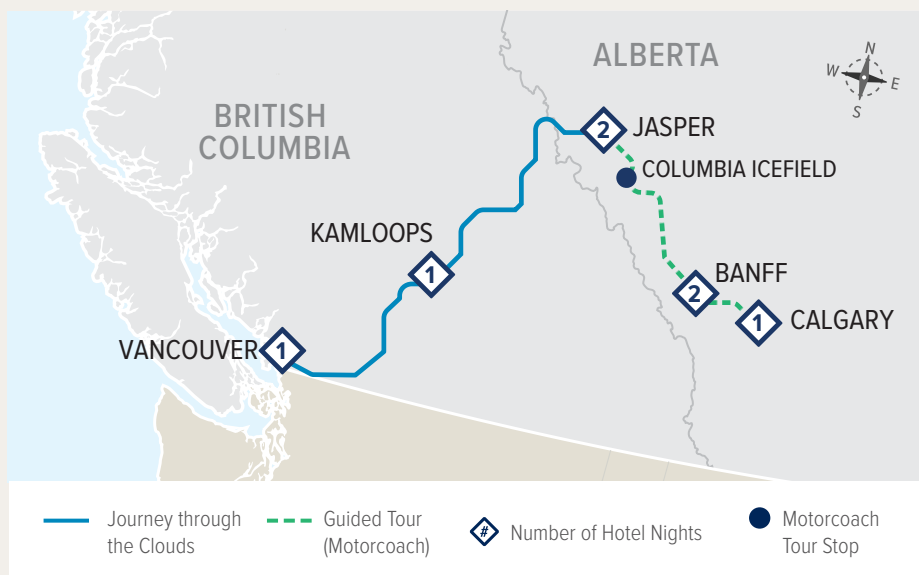 ALBERTA
N
W
E
S
BRITISH
COLUMBIA
2
JASPER
COLUMBIA ICEFIELD
KAMLOOPS
1
BANFF
2
1
CALGARY
VANCOUVER
1
Journey through
the Clouds
Guided Tour
(Motorcoach)
#
Number of Hotel Nights
Motorcoach
Tour Stop